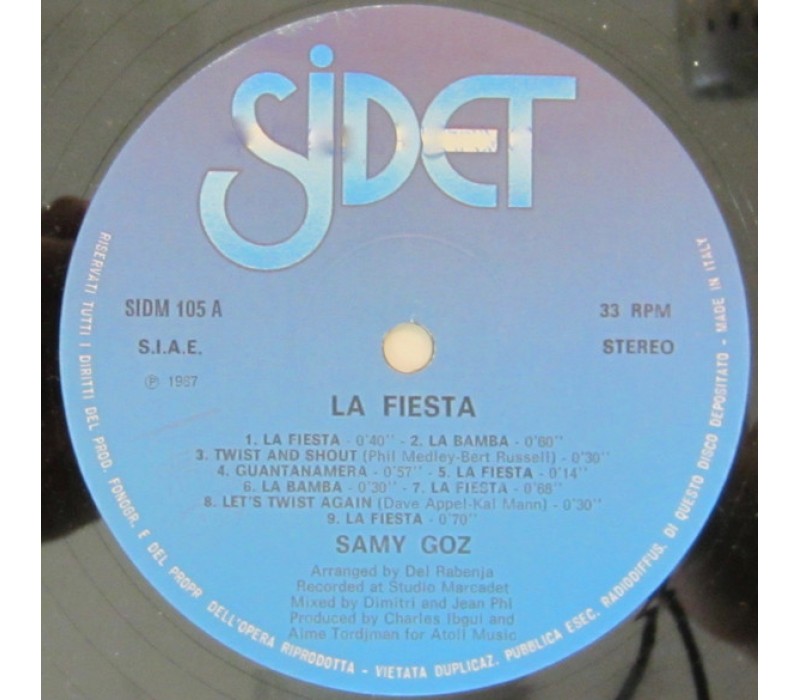 SIDET
SIDM 105 A
S.I.A.E.
℗ 1987
33 RPM
STEREO
LA FIESTA
1. LA FIESTA - 0'40'' - 2. LA BAMBA - 0'60''
3. TWIST AND SHOUT (Phil Medley-Bert Russell) - 0'30''
4. GUANTANAMERA - 0'57'' - 5. LA FIESTA - 0'14''
6. LA BAMBA - 0'30'' - 7. LA FIESTA - 0'68''
8. LET'S TWIST AGAIN (Dave Appel-Kal Mann) - 0'30''
9. LA FIESTA - 0'70''
SAMY GOZ
Arranged by Del Rabenja
Recorded at Studio Marcadet
Mixed by Dimitri and Jean Phi
Produced by Charles Ibgui and
Aime Tordjman for Atoll Music
RISERVATI TUTTI I DIRITTI DEL PROD. FONOGR. E DEL PROPR DELL'OPERA RIPRODOTTA - VIETATA DUPLICAZ. PUBBLICA ESEC. RADIODIFFUS. DI QUESTO DISCO DEPOSITATO - MADE IN ITALY